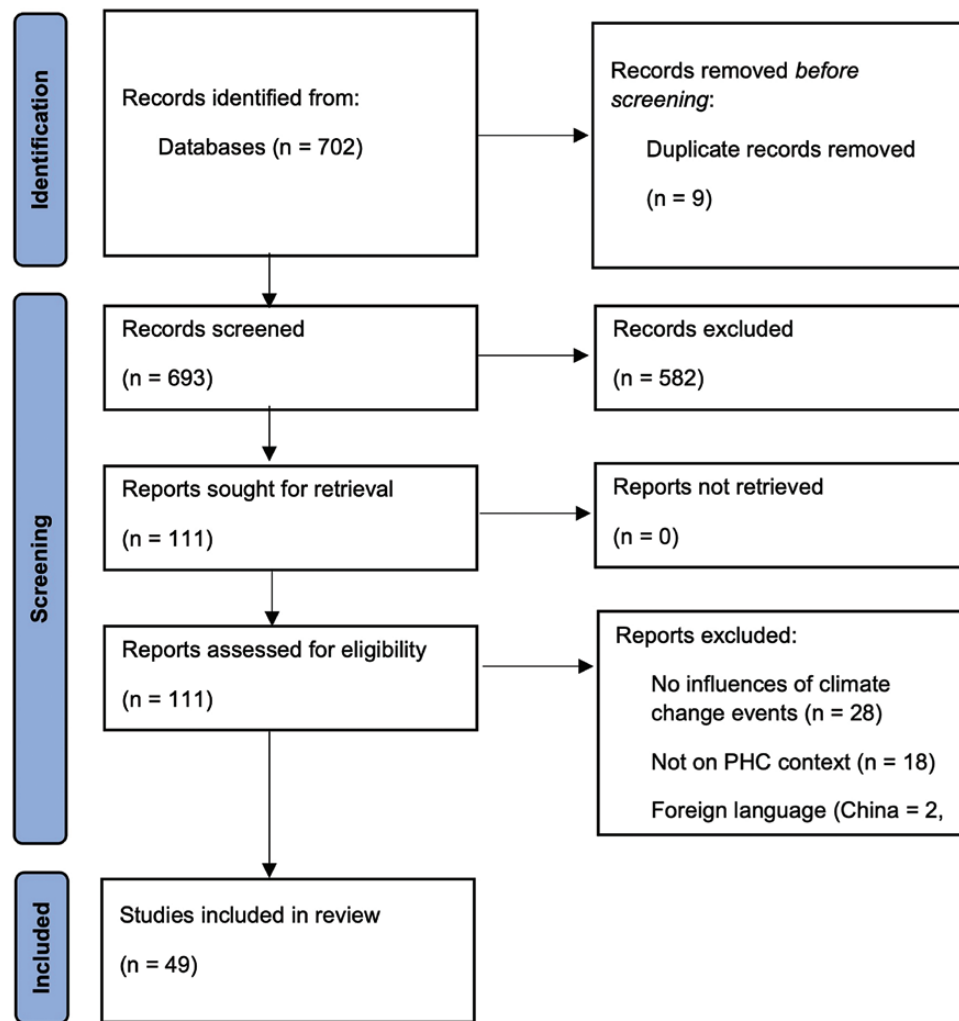 Identification
Records identified from:
Databases (n = 702)
Records removed before
screening:
Duplicate records removed
(n = 9)
Screening
Records screened
(n = 693)
Records excluded
(n = 582)
Reports sought for retrieval
(n = 111)
Reports not retrieved
(n = 0)
Reports assessed for eligibility
(n = 111)
Reports excluded:
No influences of climate
change events (n = 28)
Not on PHC context (n = 18)
Foreign language (China = 2,
Included
Studies included in review
(n = 49)